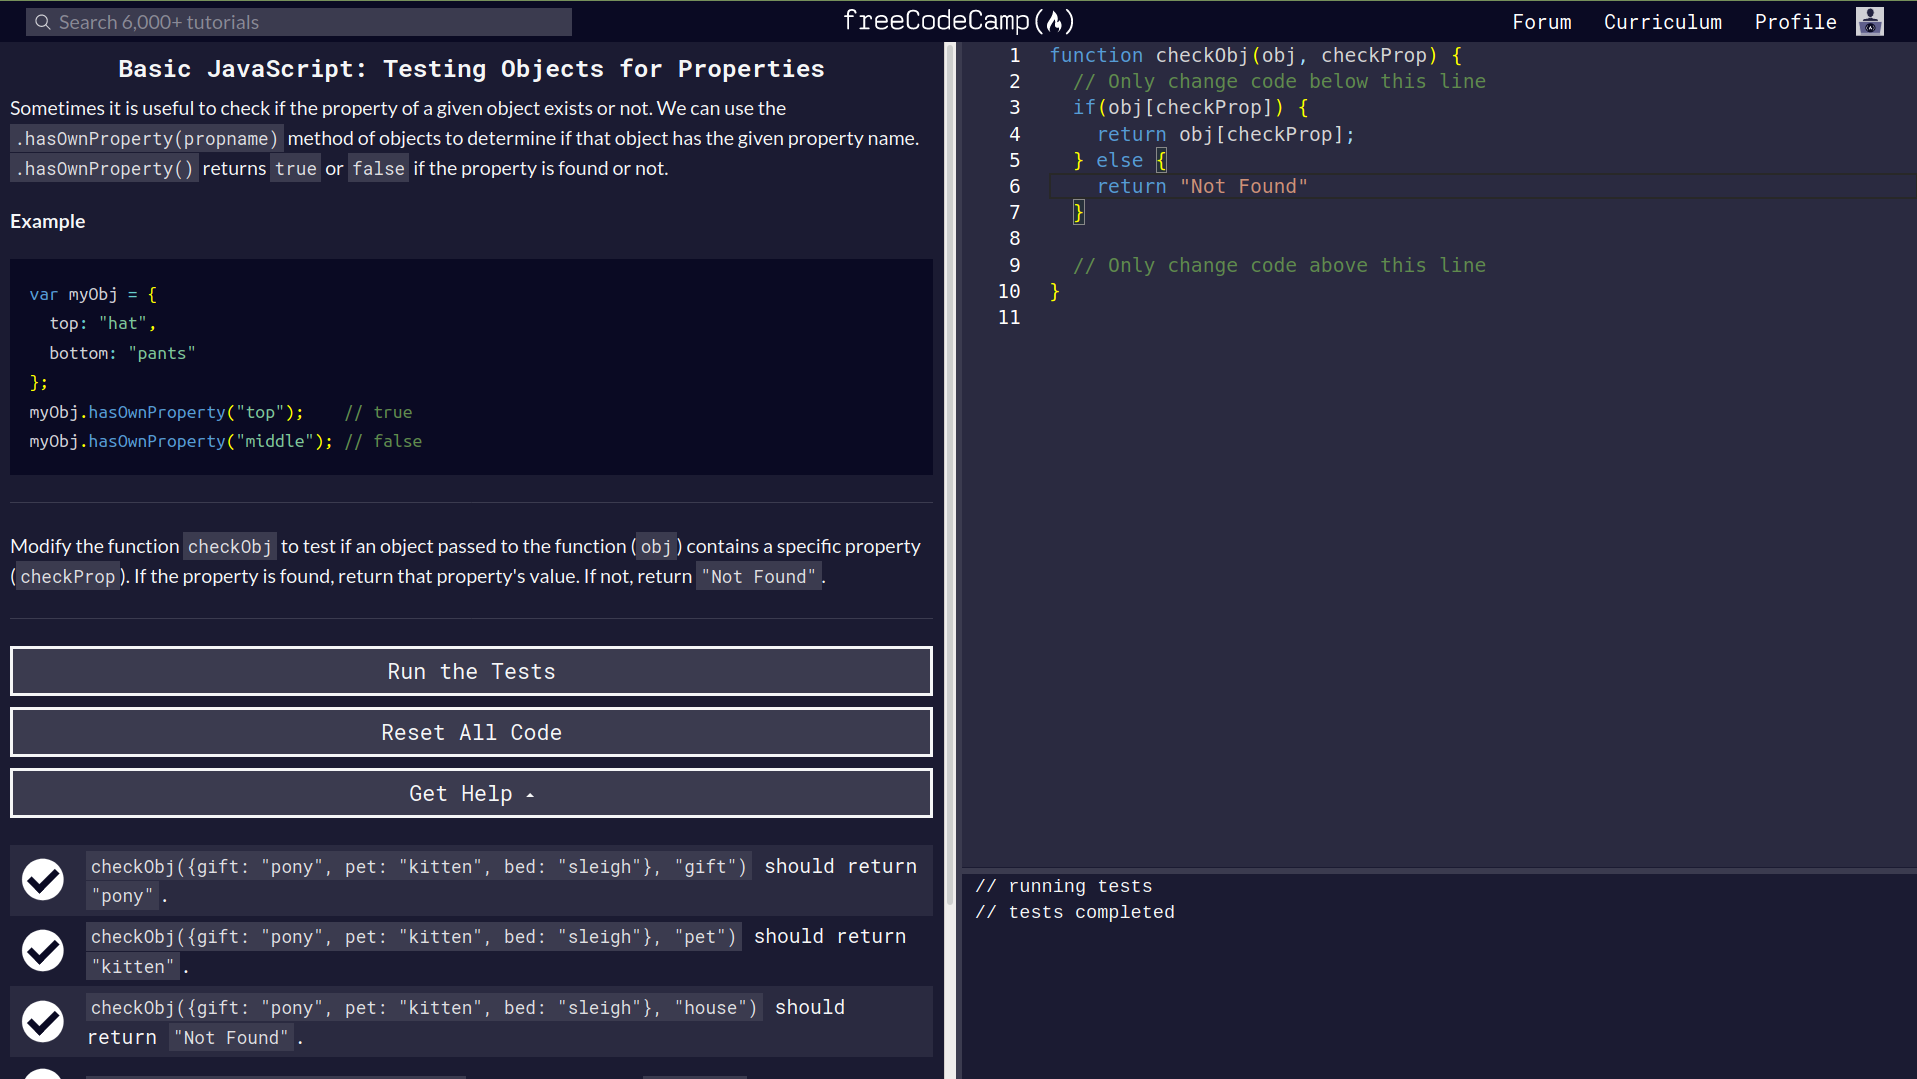 Search 6,000+ tutorials
freeCodeCamp
Forum
Curriculum
Profile
Basic JavaScript: Testing Objects for Properties
Sometimes it is useful to check if the property of a given object exists or not. We can use the
.hasOwnProperty(propname) method of objects to determine if that object has the given property name.
.hasOwnProperty() returns true or false if the property is found or not.
Example
var myObj = {
top: "hat",
bottom: "pants"
};
myObj.hasOwnProperty("top");    // true
myObj.hasOwnProperty("middle"); // false
Modify the function checkObj to test if an object passed to the function (obj) contains a specific property
(checkProp). If the property is found, return that property's value. If not, return "Not Found".
Run the Tests
Reset All Code
Get Help
checkObj({gift: "pony", pet: "kitten", bed: "sleigh"}, "gift") should return
"pony".
checkObj({gift: "pony", pet: "kitten", bed: "sleigh"}, "pet") should return
"kitten".
checkObj({gift: "pony", pet: "kitten", bed: "sleigh"}, "house") should
return "Not Found".
1 function checkObj(obj, checkProp) {
2 // Only change code below this line
3 if(obj[checkProp]) {
4 return obj[checkProp];
5 } else {
6 return "Not Found"
7 }
8
9 // Only change code above this line
10 }
11
// running tests
// tests completed